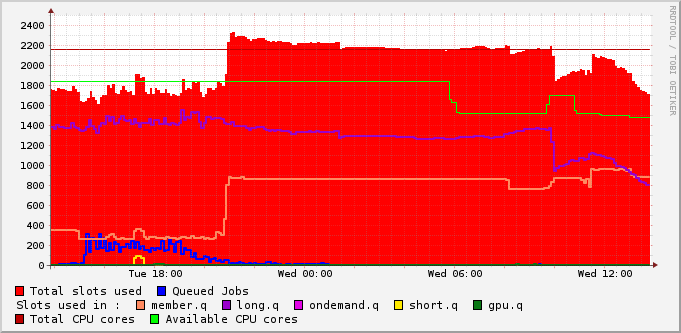 2400
2200
2000
1800
1600
1400
1200
1000
800
600
400
200
0
Tue 18:00 Wed 00:00 Wed 06:00 Wed 12:00
RRDTOOL / TOBI OETIKER
Total slots used Queued Jobs
Slots used in : member.q long.q ondemand.q short.q gpu.q
Total CPU cores Available CPU cores